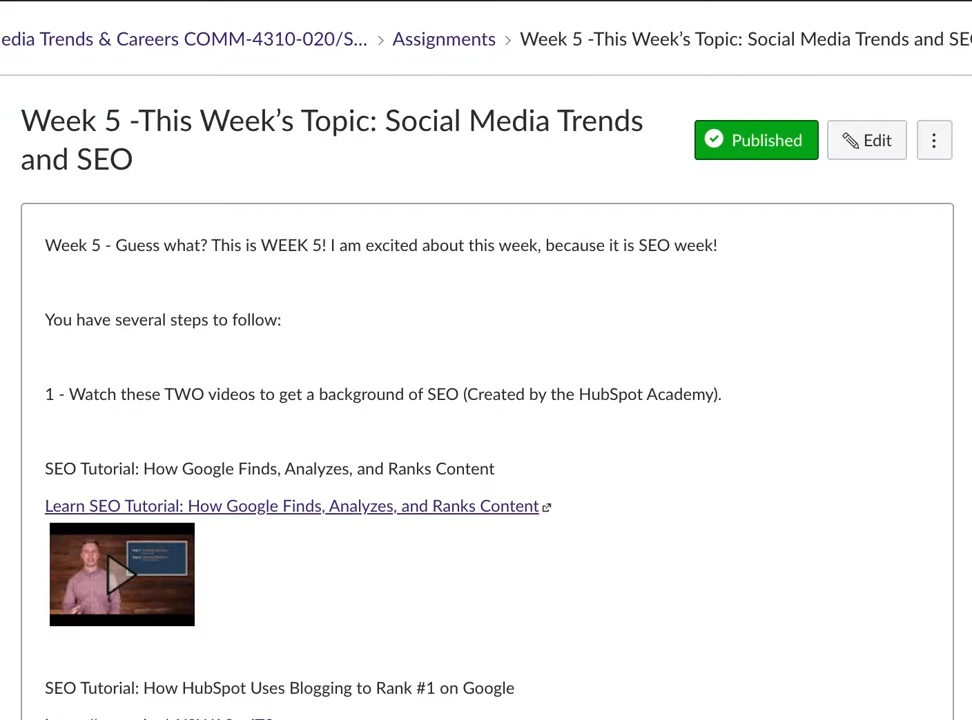 edia Trends & Careers COMM-4310-020/S... > Assignments > Week 5 -This Week’s Topic: Social Media Trends and SE
Week 5 -This Week’s Topic: Social Media Trends
and SEO
Published
Edit
Week 5 - Guess what? This is WEEK 5! I am excited about this week, because it is SEO week!
You have several steps to follow:
1 - Watch these TWO videos to get a background of SEO (Created by the HubSpot Academy).
SEO Tutorial: How Google Finds, Analyzes, and Ranks Content
Learn SEO Tutorial: How Google Finds, Analyzes, and Ranks Content
SEO Tutorial: How HubSpot Uses Blogging to Rank #1 on Google